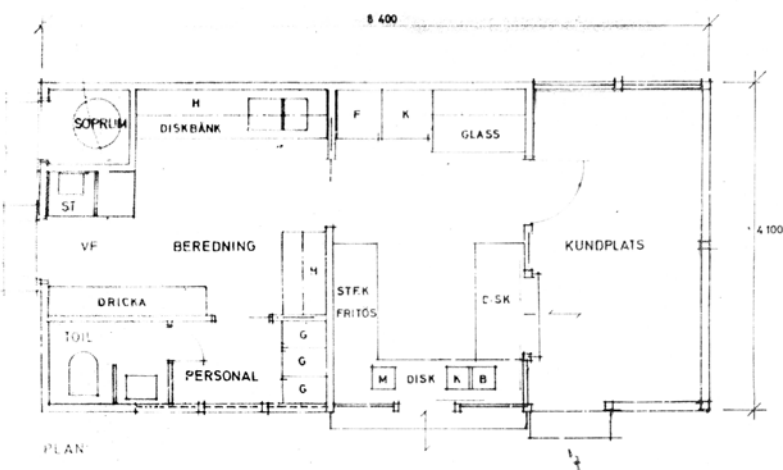 8 400
H
F
K
SOPRUM
DISKBÄNK
GLASS
ST
4 100
VF
BEREDNING
KUNDPLATS
H
STEK
FRITÖS
DISK
DRICKA
TOIL
G
G
G
PERSONAL
M
DISK
K
B
PLAN